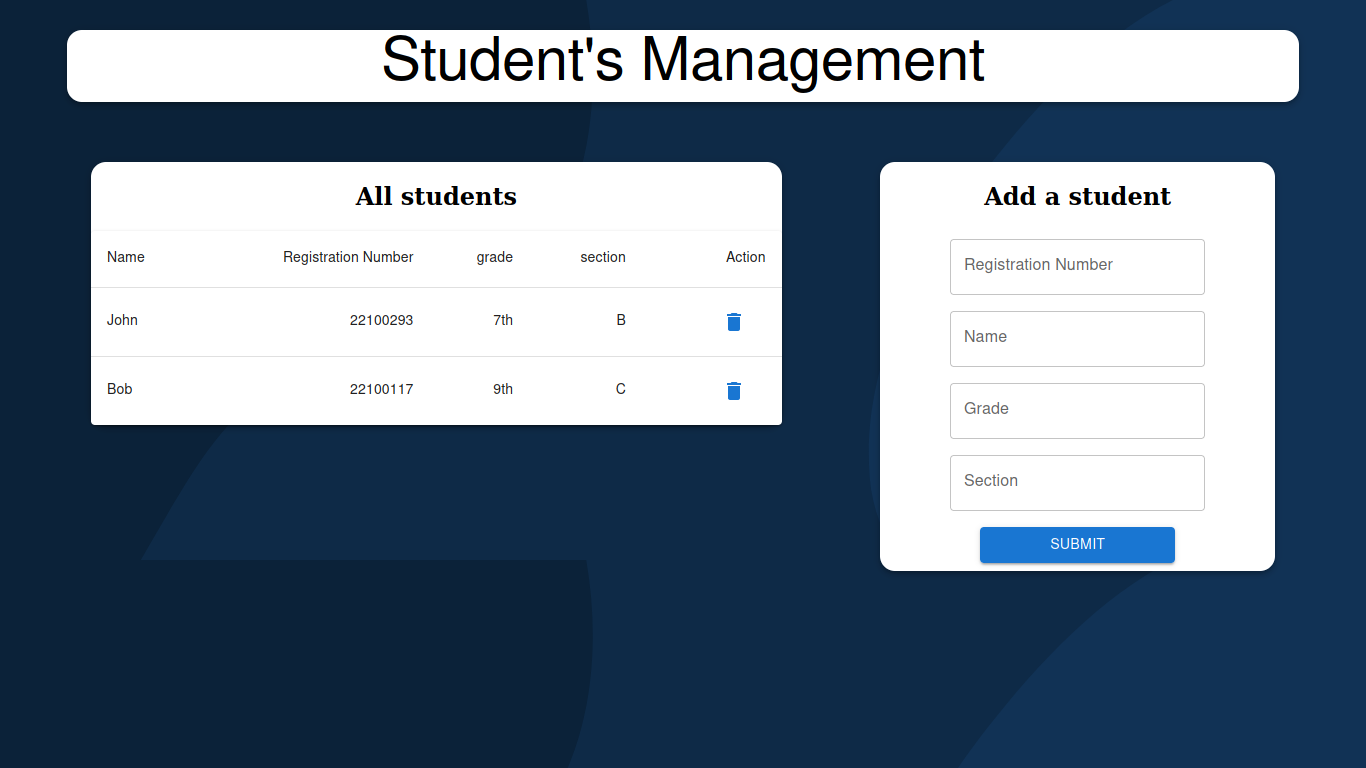 Student's Management
All students
Name Registration Number grade section Action
John 22100293 7th B
Bob 22100117 9th C
Add a student
Registration Number
Name
Grade
Section
SUBMIT